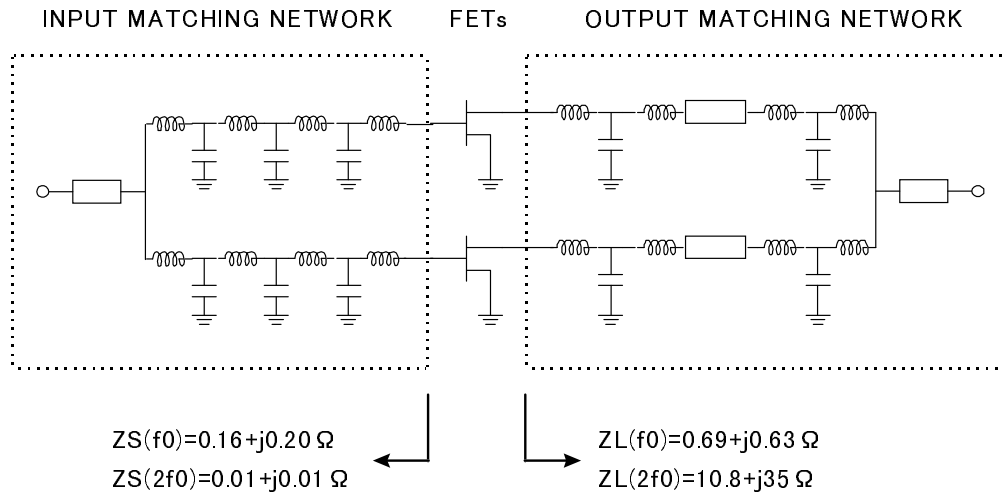 INPUT MATCHING NETWORK
FETs
OUTPUT MATCHING NETWORK
ZS(f0)=0.16+j0.20 Ω
ZS(2f0)=0.01+j0.01 Ω
ZL(f0)=0.69+j0.63 Ω
ZL(2f0)=10.8+j35 Ω